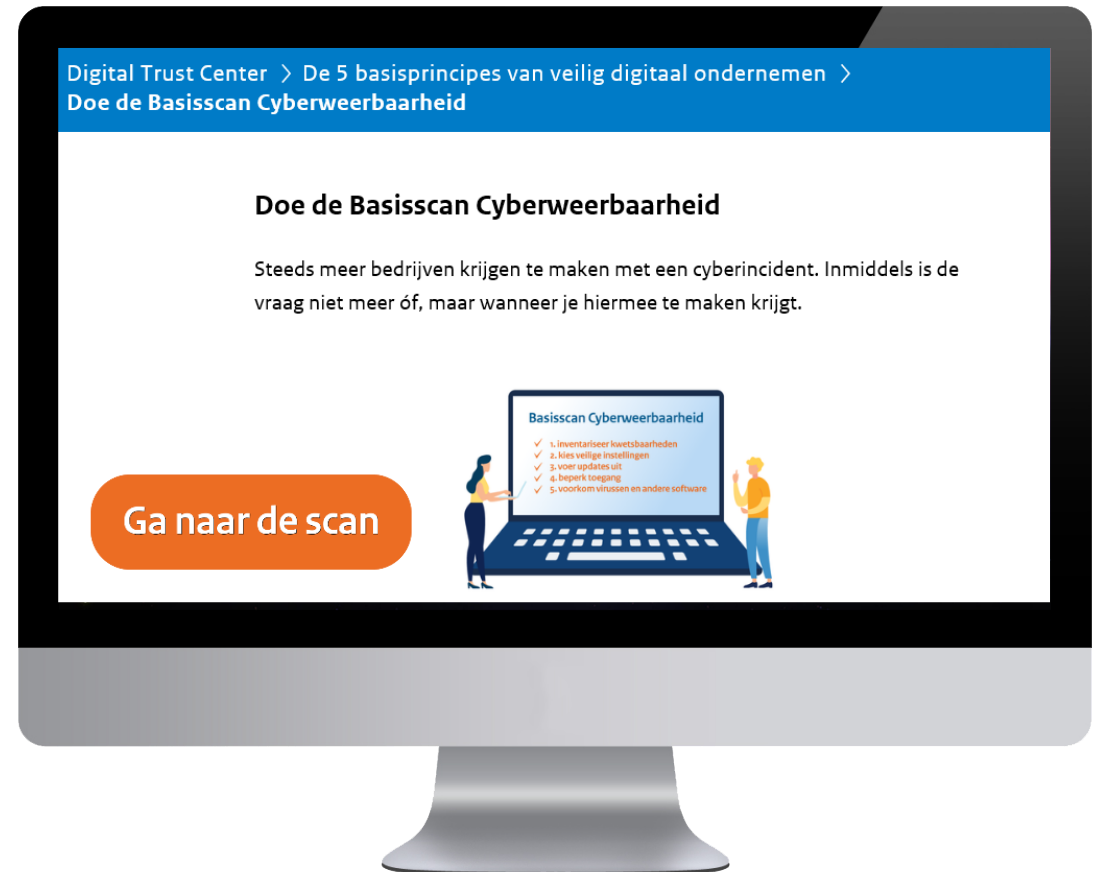 Digital Trust Center > De 5 basisprincipes van veilig digitaal ondernemen >
Doe de Basisscan Cyberweerbaarheid
Doe de Basisscan Cyberweerbaarheid
Steeds meer bedrijven krijgen te maken met een cyberincident. Inmiddels is de
vraag niet meer óf, maar wanneer je hiermee te maken krijgt.
Basisscan Cyberweerbaarheid
✓ 1. inventariseer kwetsbaarheden
✓ 2. kies veilige instellingen
✓ 3. voer updates uit
✓ 4. beperk toegang
✓ 5. voorkom virussen en andere software
Ga naar de scan